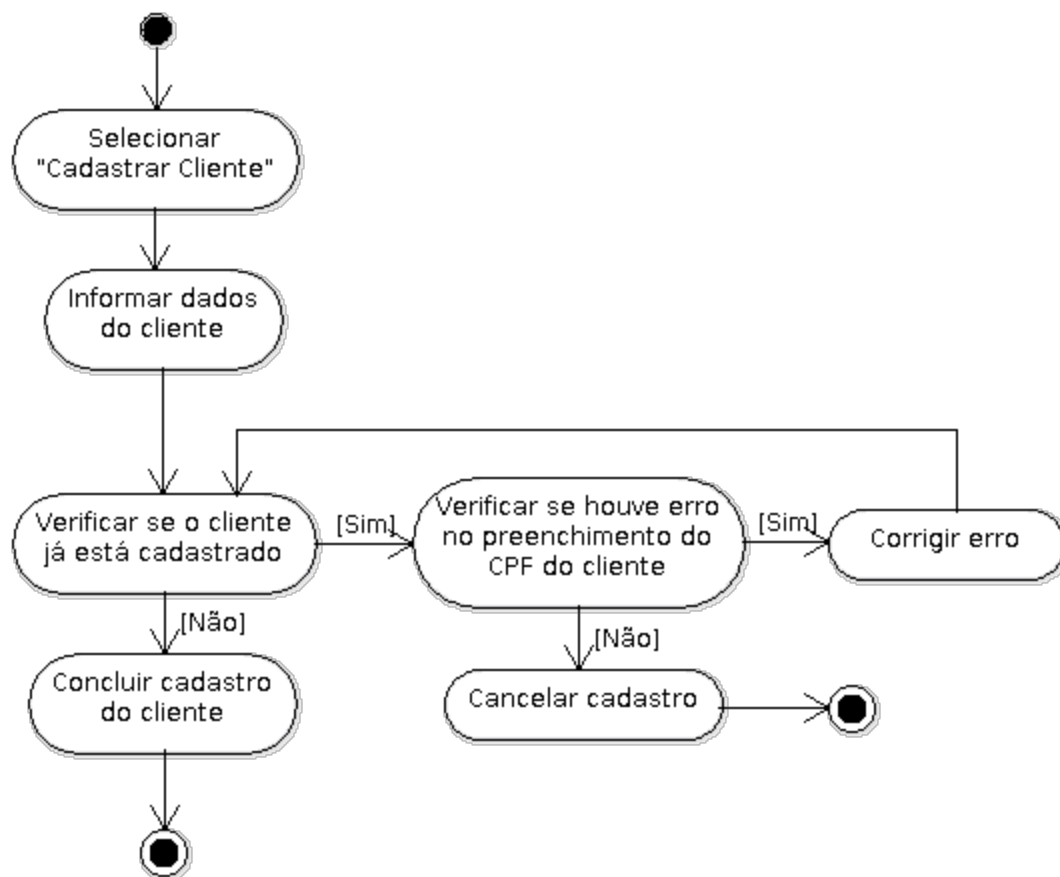 Selecionar
"Cadastrar Cliente"
Informar dados
do cliente
Verificar se o cliente
já está cadastrado
[Sim]
Verificar se houve erro
no preenchimento do
CPF do cliente
[Sim]
Corrigir erro
[Não]
[Não]
Concluir cadastro
do cliente
Cancelar cadastro